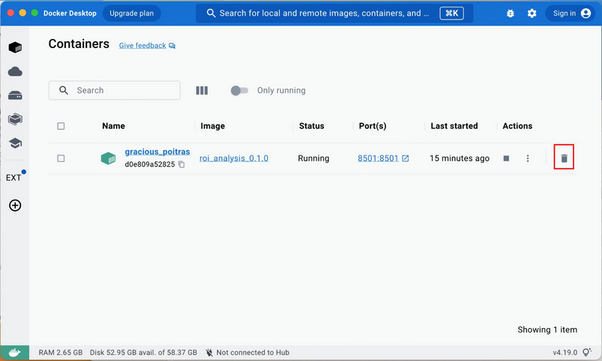 Docker Desktop
Upgrade plan
Search for local and remote images, containers, and ...
⌘K
Sign in
Containers
Give feedback
Search
Only running
Name Image Status Port(s) Last started Actions
gracious_poitras
d0e809a52825
roi_analysis_0.1.0 Running 8501:8501 15 minutes ago
EXT
Showing 1 item
RAM 2.65 GB Disk 52.95 GB avail. of 58.37 GB Not connected to Hub v4.19.0